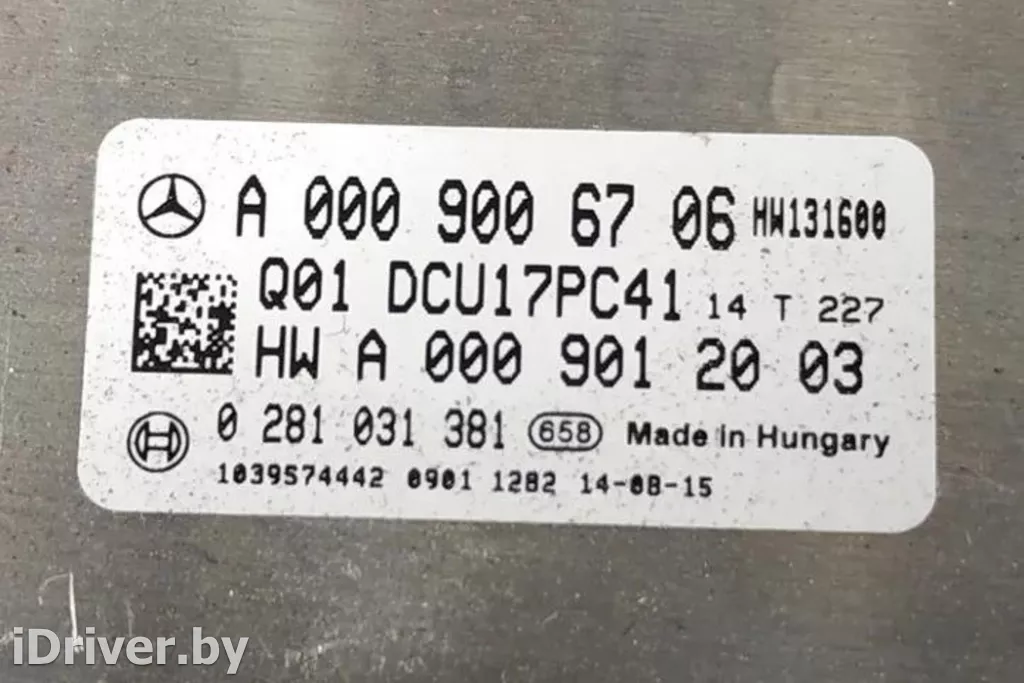 A 000 900 67 06 HW131600
Q01 DCU17PC41 14 T 227
HW A 000 901 20 03
0 281 031 381 658 Made in Hungary
1039574442 0901 1282 14-08-15
iDriver.by